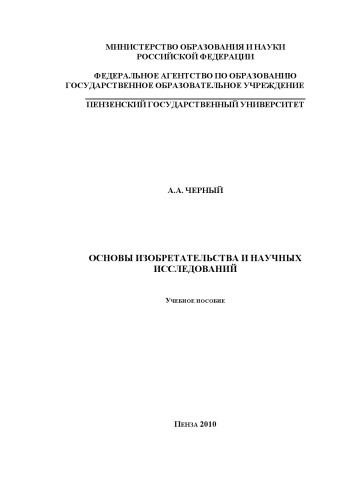 МИНИСТЕРСТВО ОБРАЗОВАНИЯ И НАУКИ
РОССИЙСКОЙ ФЕДЕРАЦИИ
ФЕДЕРАЛЬНОЕ АГЕНТСТВО ПО ОБРАЗОВАНИЮ
ГОСУДАРСТВЕННОЕ ОБРАЗОВАТЕЛЬНОЕ УЧРЕЖДЕНИЕ
ПЕНЗЕНСКИЙ ГОСУДАРСТВЕННЫЙ УНИВЕРСИТЕТ
А.А. ЧЕРНЫЙ
ОСНОВЫ ИЗОБРЕТАТЕЛЬСТВА И НАУЧНЫХ
ИССЛЕДОВАНИЙ
УЧЕБНОЕ ПОСОБИЕ
ПЕНЗА 2010